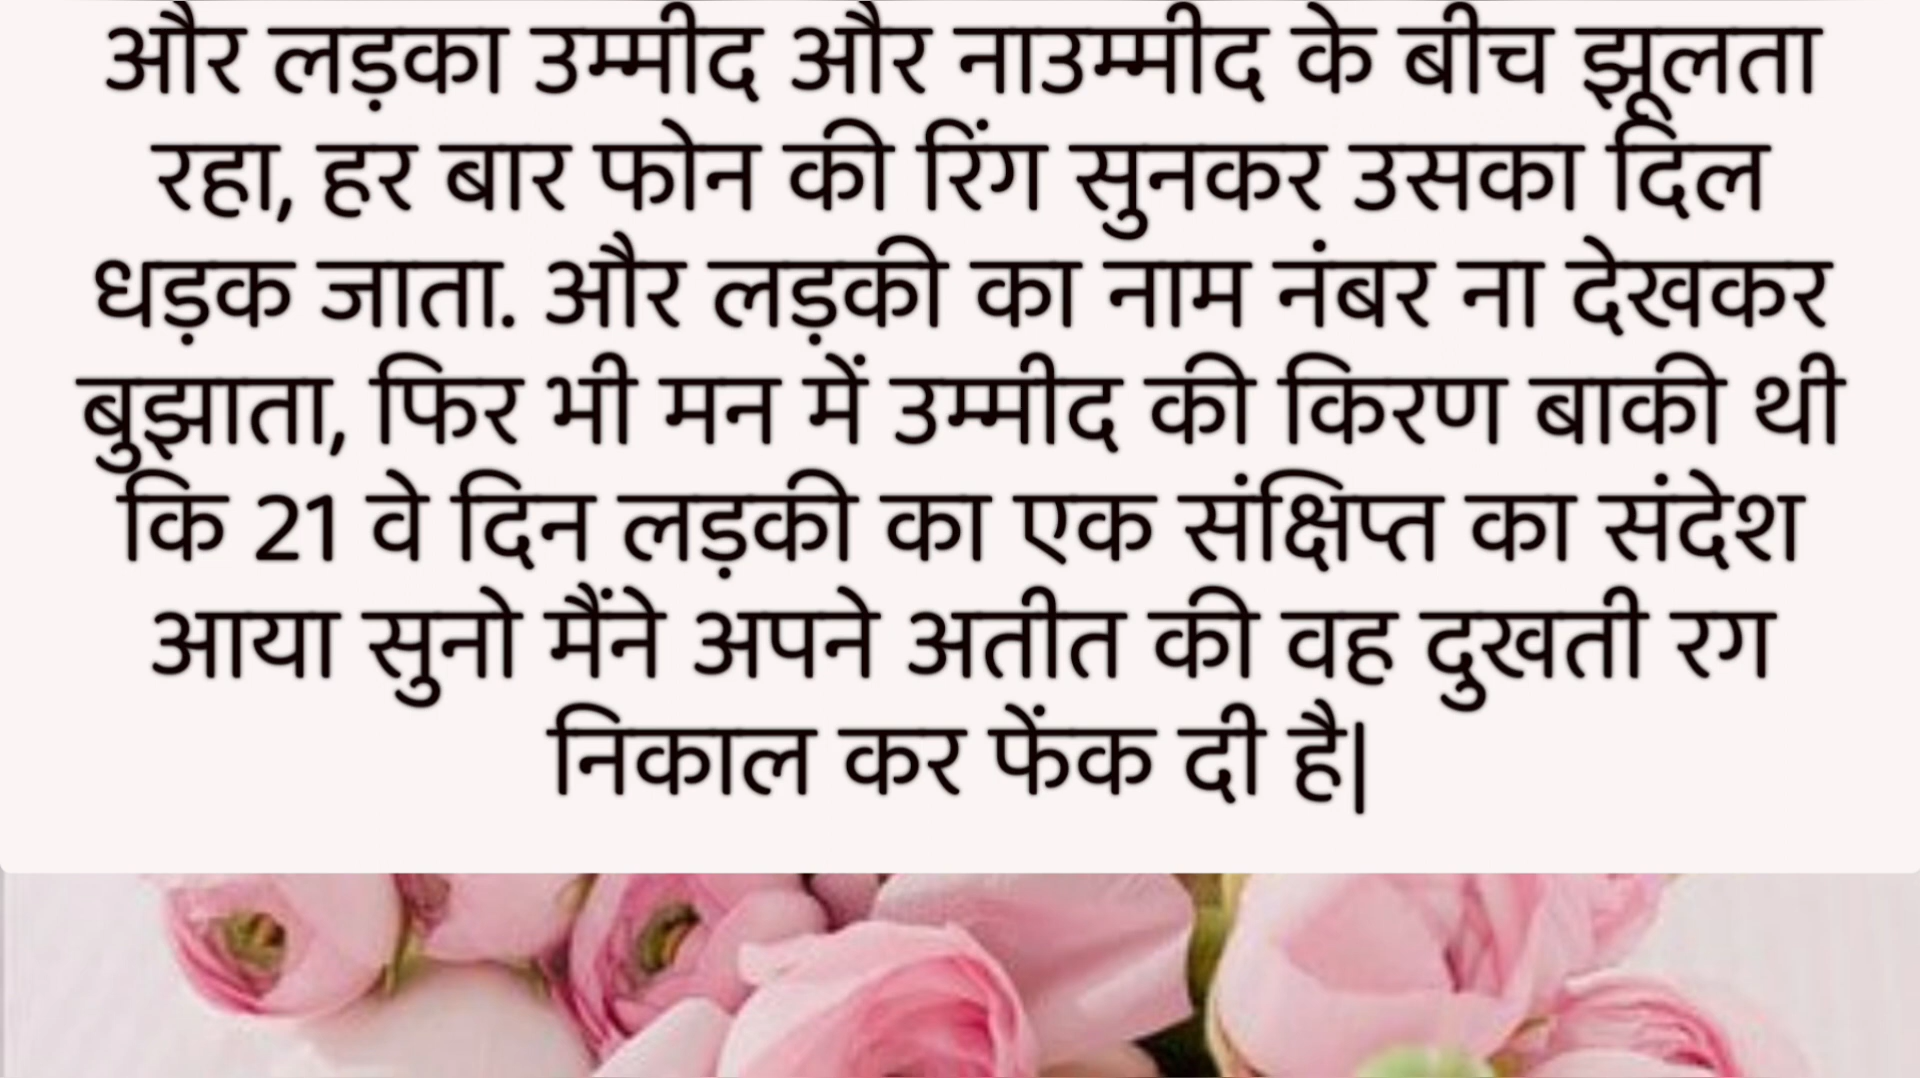 और लड़का उम्मीद और नाउम्मीद के बीच झूलता
रहा, हर बार फोन की रिंग सुनकर उसका दिल
धड़क जाता. और लड़की का नाम नंबर ना देखकर
बुझाता, फिर भी मन में उम्मीद की किरण बाकी थी
कि 21 वे दिन लड़की का एक संक्षिप्त का संदेश
आया सुनो मैंने अपने अतीत की वह दुखती रग
निकाल कर फेंक दी है|